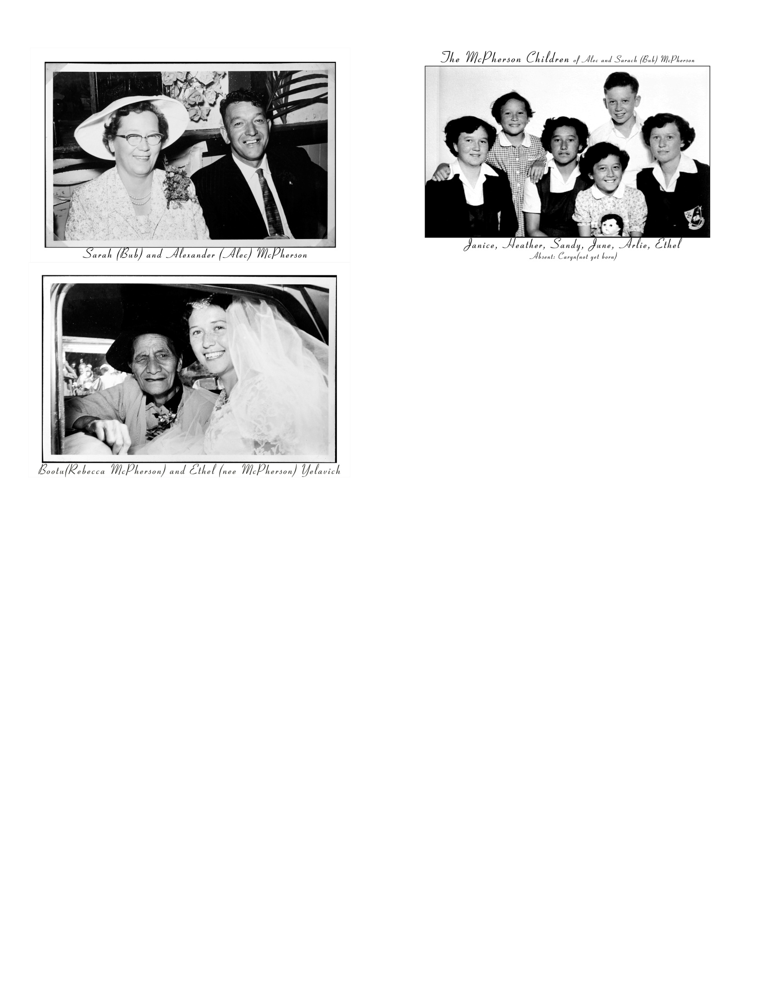 Sarah (Bub) and Alexander (Alec) McPherson
Bootu(Rebecca McPherson) and Ethel (nee McPherson) Yelavich
The McPherson Children of Alec and Sarach (Bub) McPherson
Janice, Heather, Sandy, June, Arlie, Ethel
Absent: Caryn(not yet born)